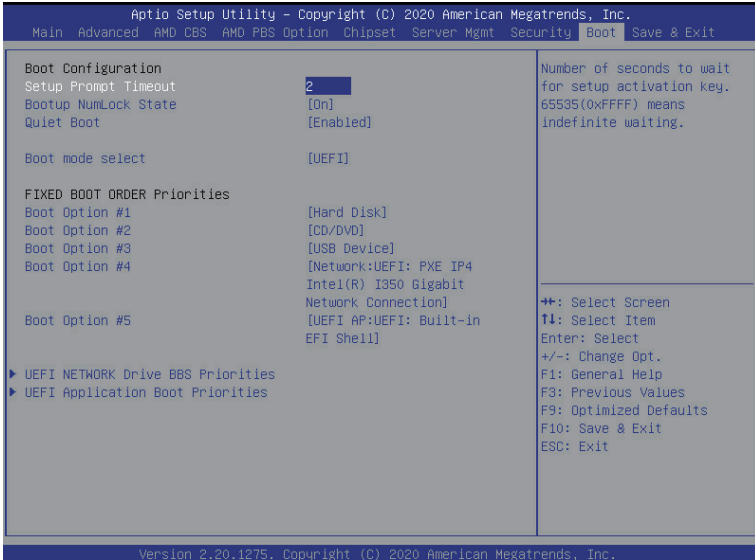 Aptio Setup Utility – Copyright (C) 2020 American Megatrends, Inc.
Main Advanced AMD CBS AMD PBS Option Chipset Server Mgmt Security Boot Save & Exit
Boot Configuration
Setup Prompt Timeout 2
Bootup NumLock State [On]
Quiet Boot [Enabled]
Boot mode select [UEFI]
FIXED BOOT ORDER Priorities
Boot Option #1 [Hard Disk]
Boot Option #2 [CD/DVD]
Boot Option #3 [USB Device]
Boot Option #4 [Network:UEFI: PXE IP4
Intel(R) I350 Gigabit
Network Connection]
Boot Option #5 [UEFI AP:UEFI: Built-in
EFI Shell]
UEFI NETWORK Drive BBS Priorities
UEFI Application Boot Priorities
Number of seconds to wait
for setup activation key.
65535(0xFFFF) means
indefinite waiting.
→←: Select Screen
↑↓: Select Item
Enter: Select
+/-: Change Opt.
F1: General Help
F3: Previous Values
F9: Optimized Defaults
F10: Save & Exit
ESC: Exit
Version 2.20.1275. Copyright (C) 2020 American Megatrends, Inc.